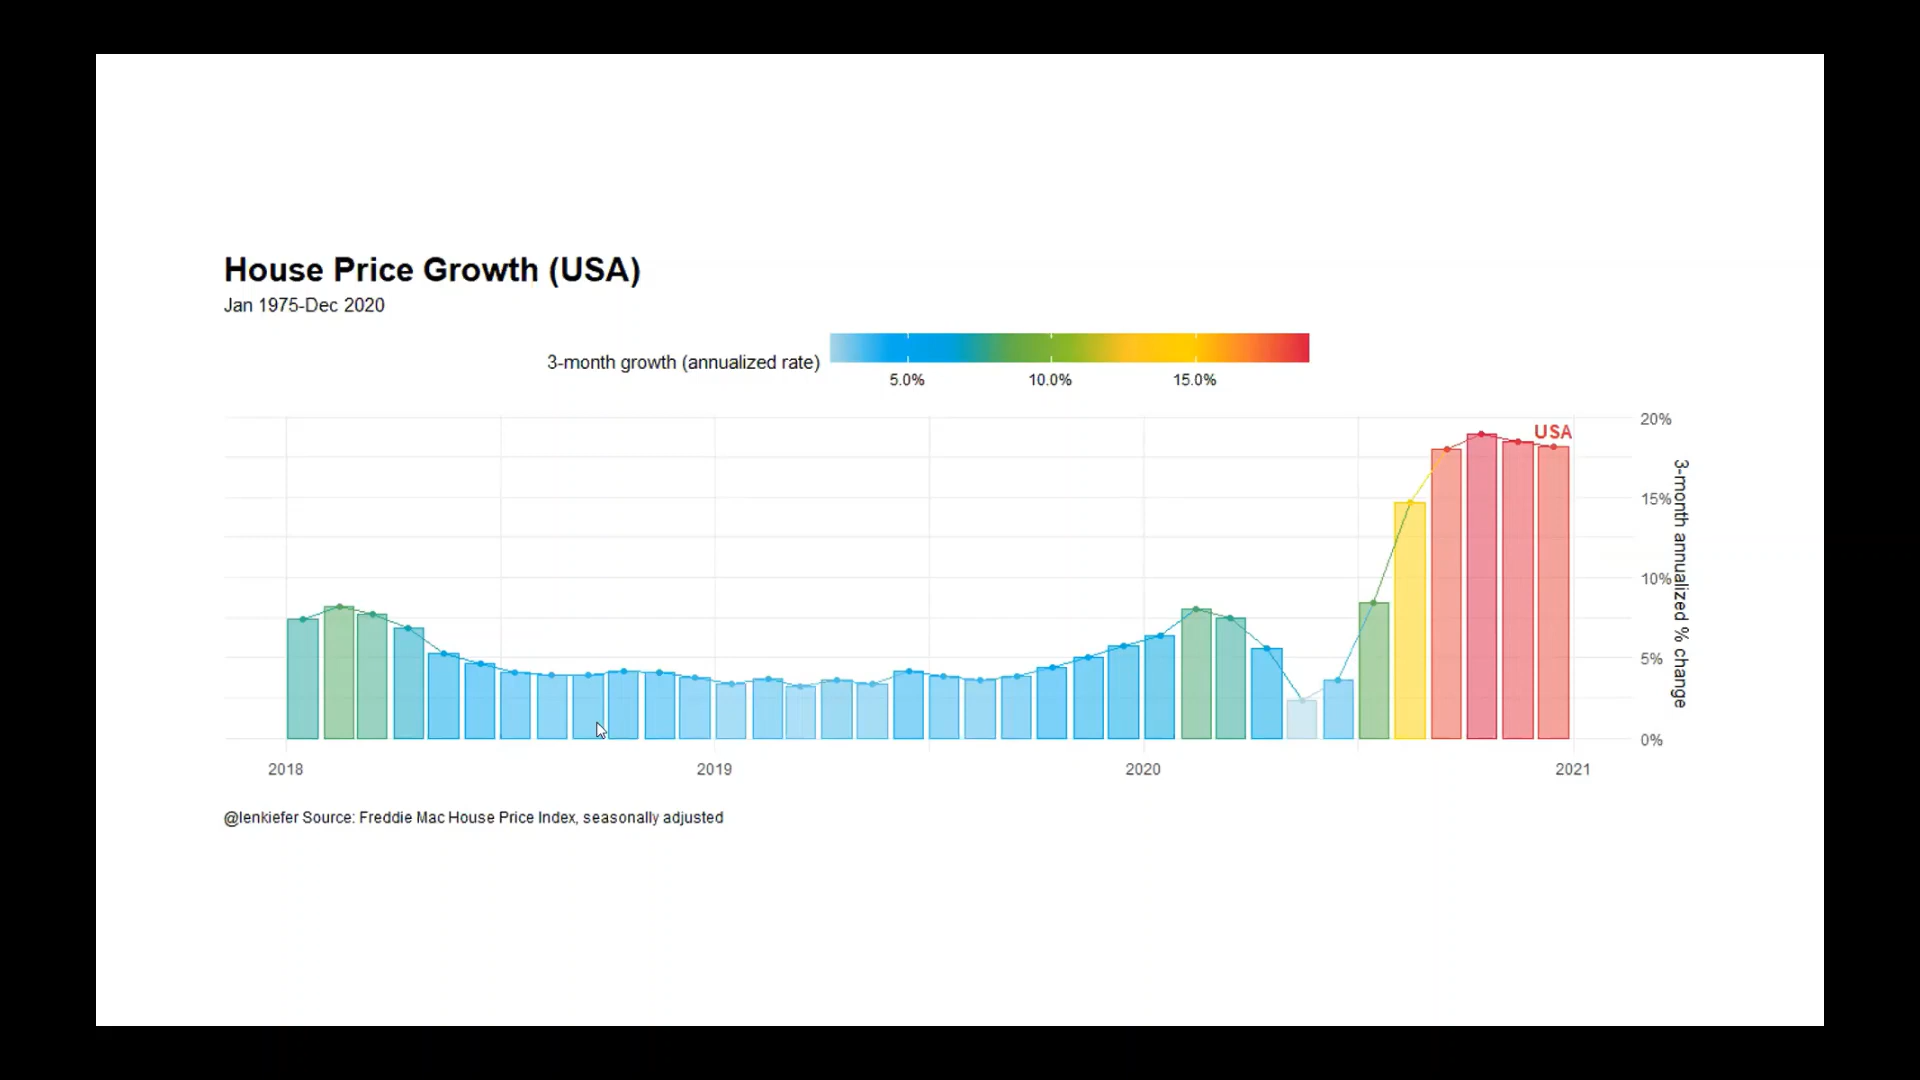 House Price Growth (USA)
Jan 1975-Dec 2020
3-month growth (annualized rate)
5.0%
10.0%
15.0%
20%
USA
15%
10%
5%
0%
3-month annualized % change
2018
2019
2020
2021
@lenkiefer Source: Freddie Mac House Price Index, seasonally adjusted